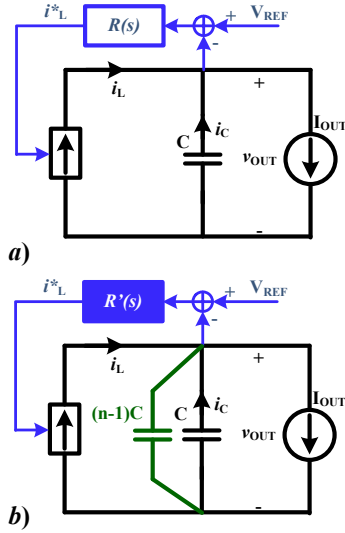 i*L R(s) + VREF
-
iL + IOUT
C iC
vOUT
-
a)
i*L R'(s) + VREF
-
iL + IOUT
(n-1)C C iC
vOUT
-
b)